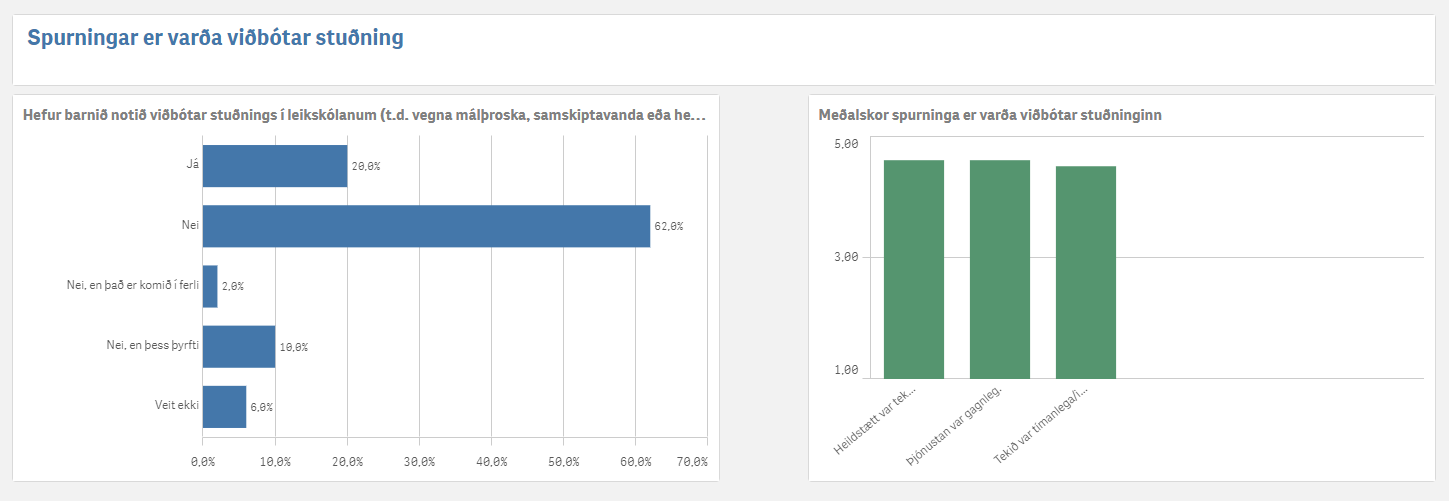 Spurningar er varða viðbótar stuðning
Hefur barnið notið viðbótar stuðnings í leikskólanum (t.d. vegna málþroska, samskiptavanda eða he...
Já
20,0%
Nei
62,0%
Nei, en það er komið í ferli
2,0%
Nei, en þess þyrfti
10,0%
Veit ekki
6,0%
0,0% 10,0% 20,0% 30,0% 40,0% 50,0% 60,0% 70,0%
Meðalskor spurninga er varða viðbótar stuðninginn
5,00
3,00
1,00
Heildstætt var tek...
Þjónustan var gagnleg.
Tekið var tímanlega/í...